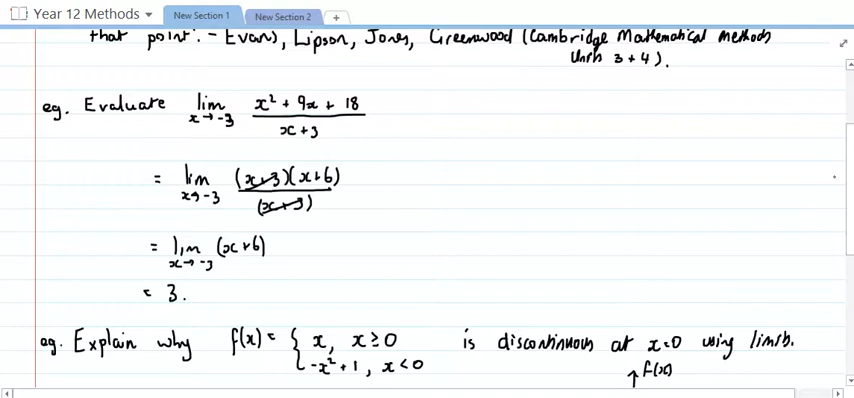 Year 12 Methods New Section 1 New Section 2
that point. - Evans, Lipson, Jones, Greenwood (Cambridge Mathematical Methods
Units 3 + 4).
eg. Evaluate lim x→-3 (x² + 9x + 18)/(x+3)
= lim x→-3 ((x+3)(x+6))/((x+3))
= lim x→-3 (x+6)
= 3.
eg. Explain why f(x) = { x, x≥0 is discontinuous at x=0 using limits.
-x²+1, x<0
↑ f(x)